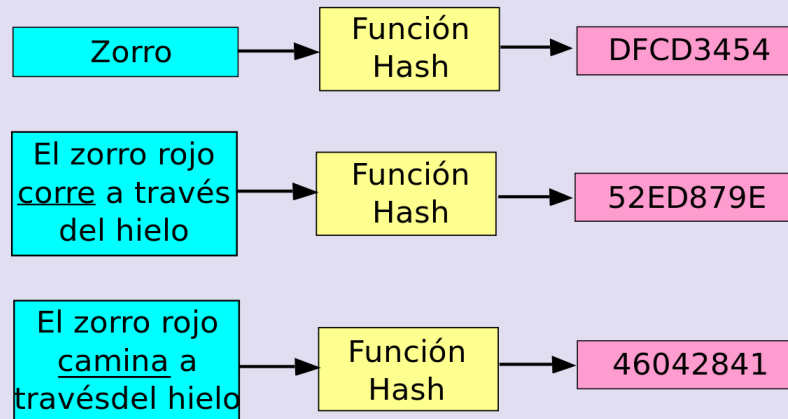 Zorro
Función
Hash
DFCD3454
El zorro rojo
corre a través
del hielo
Función
Hash
52ED879E
El zorro rojo
camina a
travésdel hielo
Función
Hash
46042841